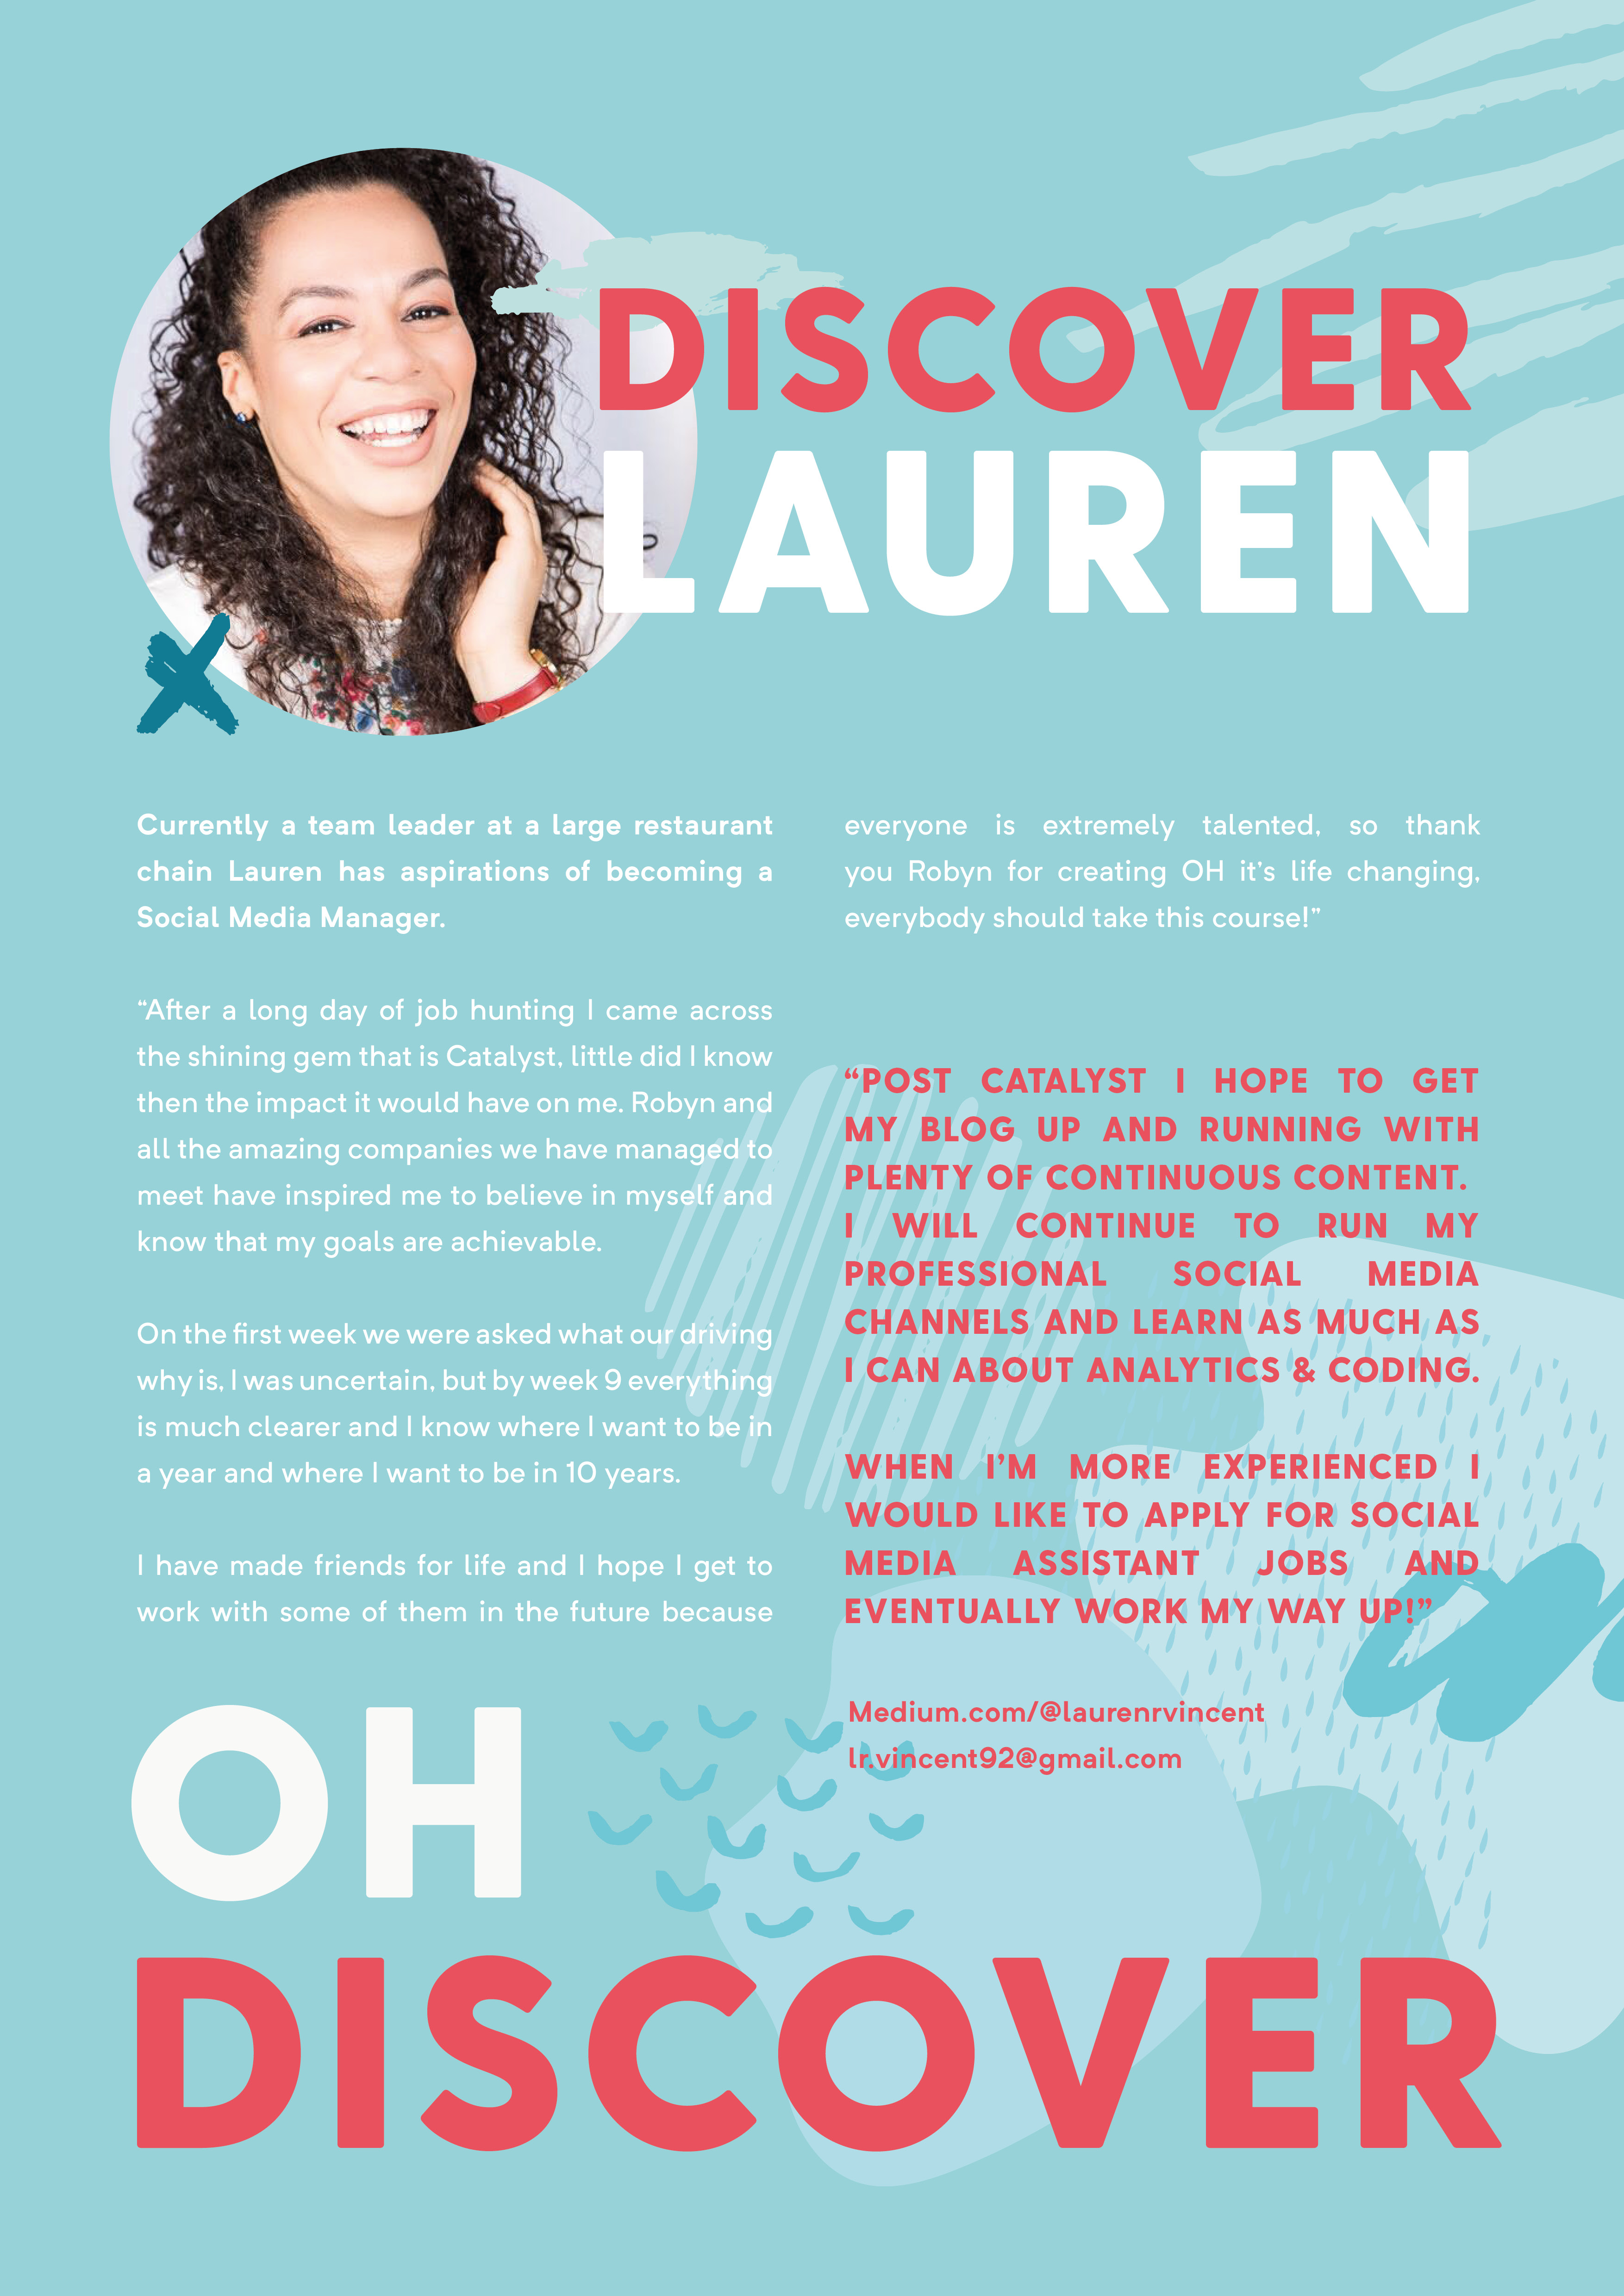 DISCOVER
LAUREN
Currently a team leader at a large restaurant
chain Lauren has aspirations of becoming a
Social Media Manager.
“After a long day of job hunting I came across
the shining gem that is Catalyst, little did I know
then the impact it would have on me. Robyn and
all the amazing companies we have managed to
meet have inspired me to believe in myself and
know that my goals are achievable.
On the first week we were asked what our driving
why is, I was uncertain, but by week 9 everything
is much clearer and I know where I want to be in
a year and where I want to be in 10 years.
I have made friends for life and I hope I get to
work with some of them in the future because
everyone is extremely talented, so thank
you Robyn for creating OH it’s life changing,
everybody should take this course!”
“POST CATALYST I HOPE TO GET
MY BLOG UP AND RUNNING WITH
PLENTY OF CONTINUOUS CONTENT.
I WILL CONTINUE TO RUN MY
PROFESSIONAL SOCIAL MEDIA
CHANNELS AND LEARN AS MUCH AS
I CAN ABOUT ANALYTICS & CODING.
WHEN I’M MORE EXPERIENCED I
WOULD LIKE TO APPLY FOR SOCIAL
MEDIA ASSISTANT JOBS AND
EVENTUALLY WORK MY WAY UP!”
Medium.com/@laurenrvincent
lr.vincent92@gmail.com
OH
DISCOVER